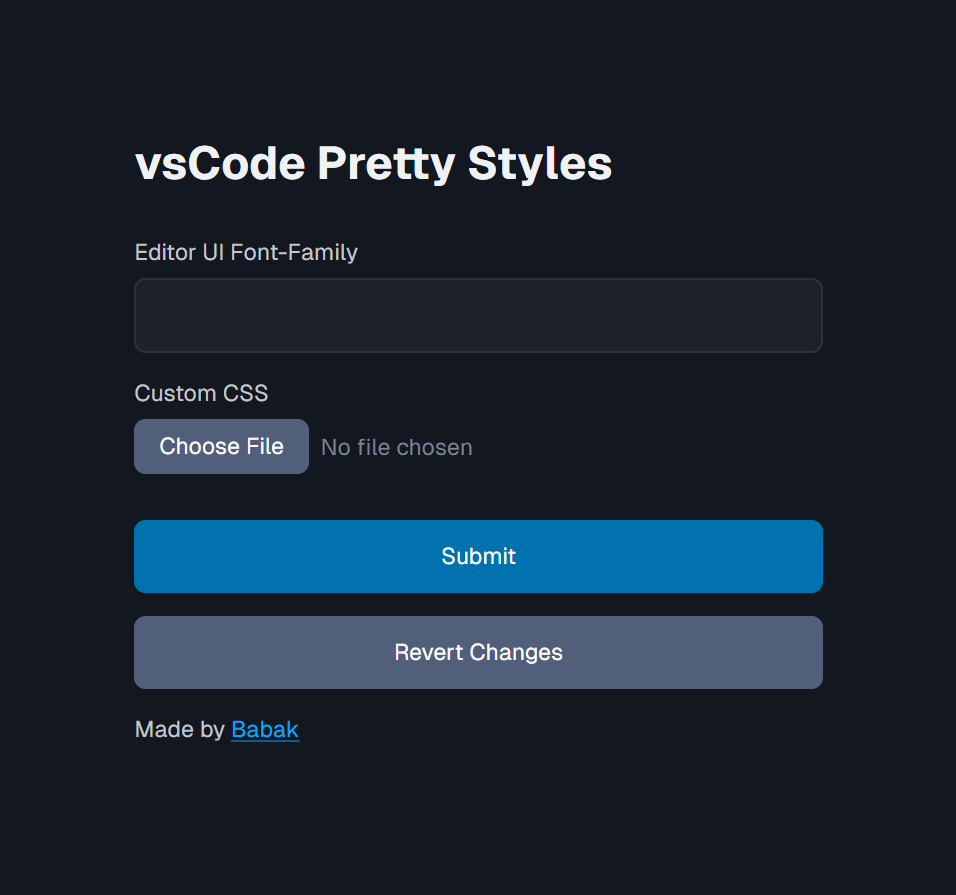 vsCode Pretty Styles
Editor UI Font-Family
Custom CSS
Choose File No file chosen
Submit
Revert Changes
Made by Babak